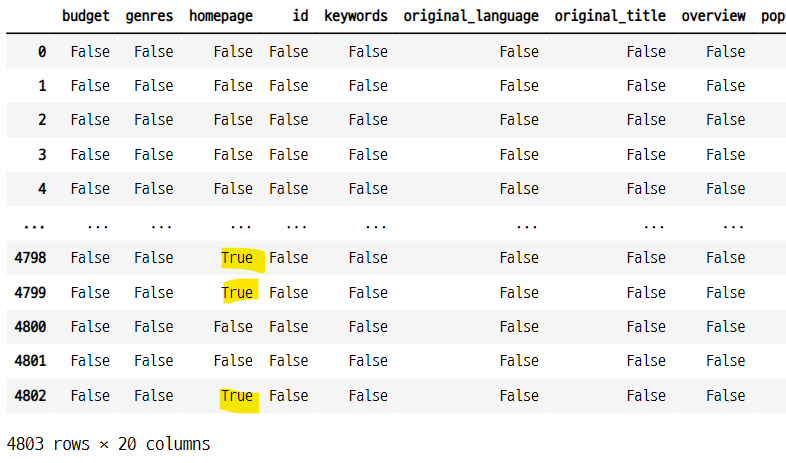 budget genres homepage id keywords original_language original_title overview pop
0 False False False False False False False False
1 False False False False False False False False
2 False False False False False False False False
3 False False False False False False False False
4 False False False False False False False False
... ... ... ... ... ... ... ... ...
4798 False False True False False False False False
4799 False False True False False False False False
4800 False False False False False False False False
4801 False False False False False False False False
4802 False False True False False False False False
4803 rows × 20 columns